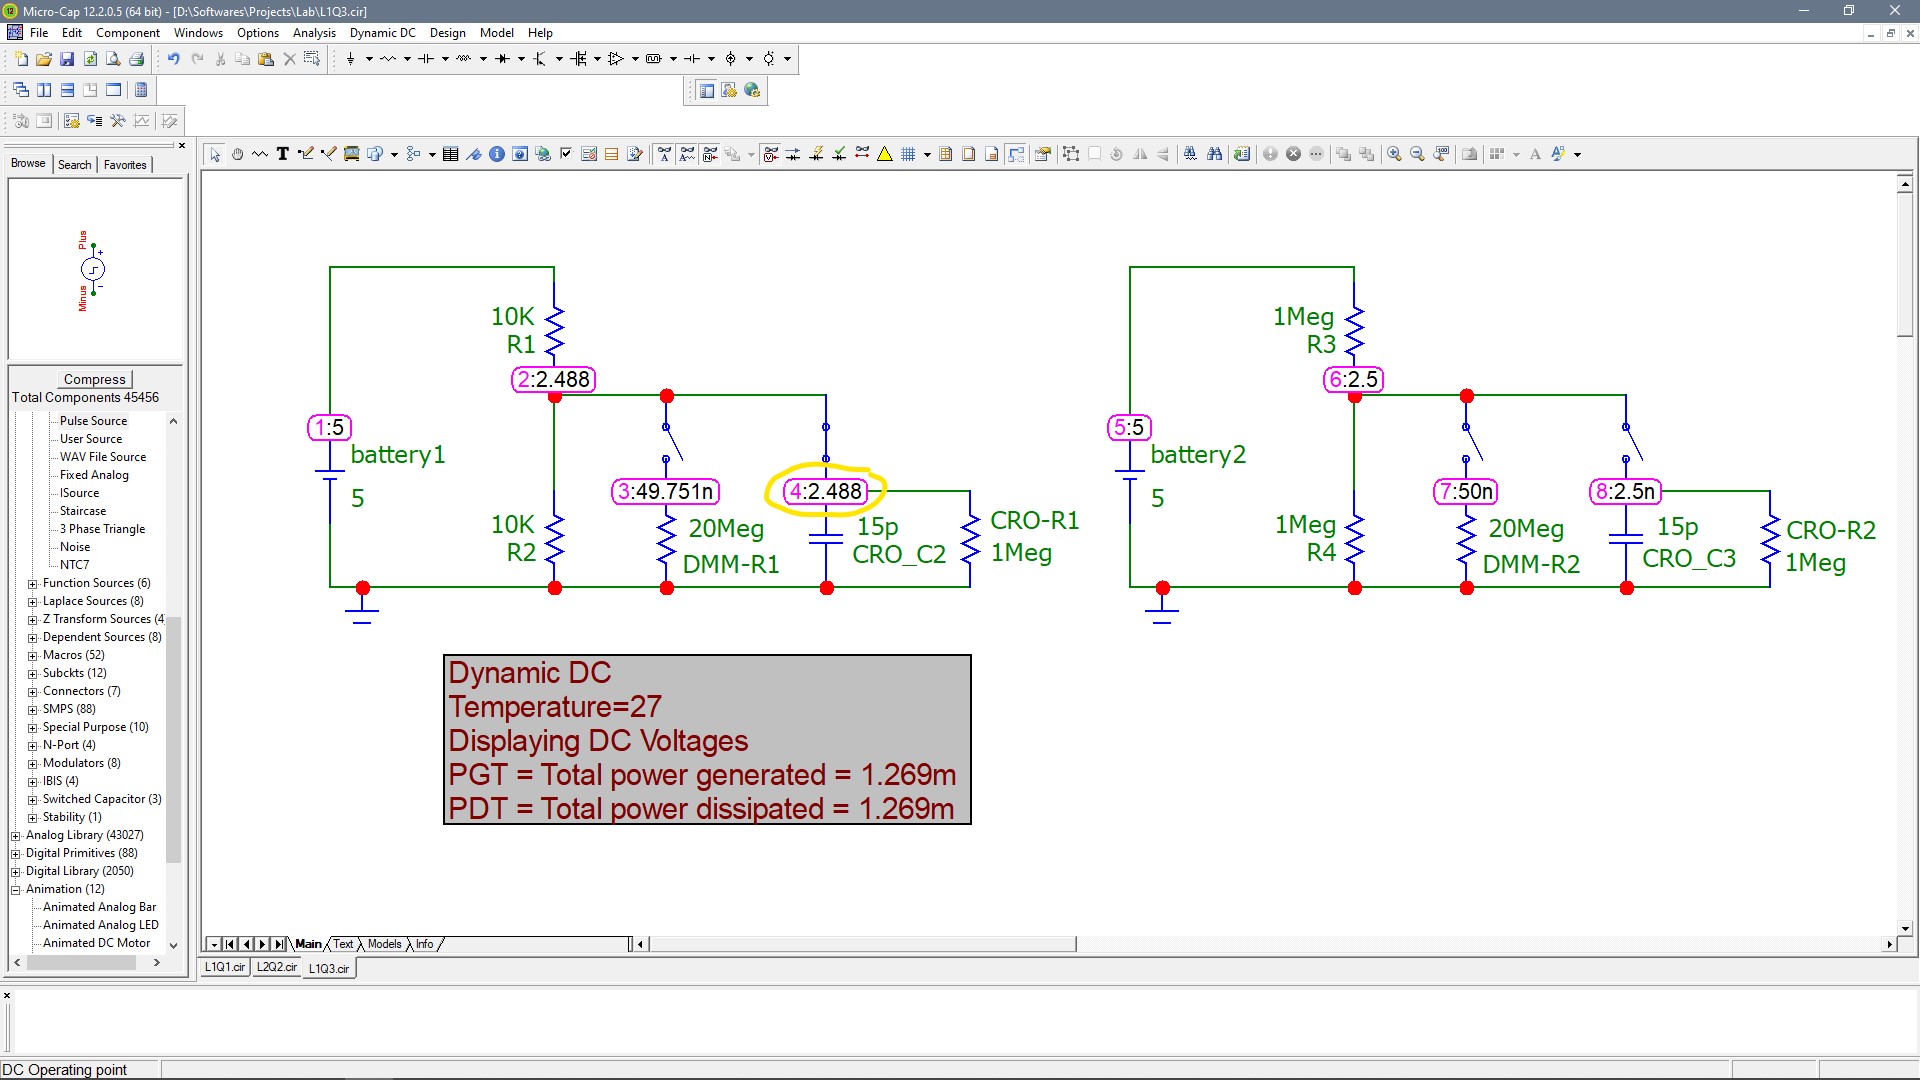 Micro-Cap 12.2.0.5 (64 bit) - [D:\Softwares\Projects\Lab\L1Q3.cir]
File Edit Component Windows Options Analysis Dynamic DC Design Model Help
Browse Search Favorites
Plus
+
-
Minus
Compress
Total Components 45456
Pulse Source
User Source
WAV File Source
Fixed Analog
ISource
Staircase
3 Phase Triangle
Noise
NTC7
Function Sources (6)
Laplace Sources (8)
Z Transform Sources (4
Dependent Sources (8)
Macros (52)
Subckts (12)
Connectors (7)
SMPS (88)
Special Purpose (10)
N-Port (4)
Modulators (8)
IBIS (4)
Switched Capacitor (3)
Stability (1)
Analog Library (43027)
Digital Primitives (88)
Digital Library (2050)
Animation (12)
Animated Analog Bar
Animated Analog LED
Animated DC Motor
10K
R1
2:2.488
1:5
battery1
5
3:49.751n
4:2.488
10K
R2
20Meg
DMM-R1
15p
CRO_C2
CRO-R1
1Meg
1Meg
R3
6:2.5
5:5
battery2
5
7:50n
8:2.5n
1Meg
R4
20Meg
DMM-R2
15p
CRO_C3
CRO-R2
1Meg
Dynamic DC
Temperature=27
Displaying DC Voltages
PGT = Total power generated = 1.269m
PDT = Total power dissipated = 1.269m
Main Text Models Info
L1Q1.cir L2Q2.cir L1Q3.cir
DC Operating point